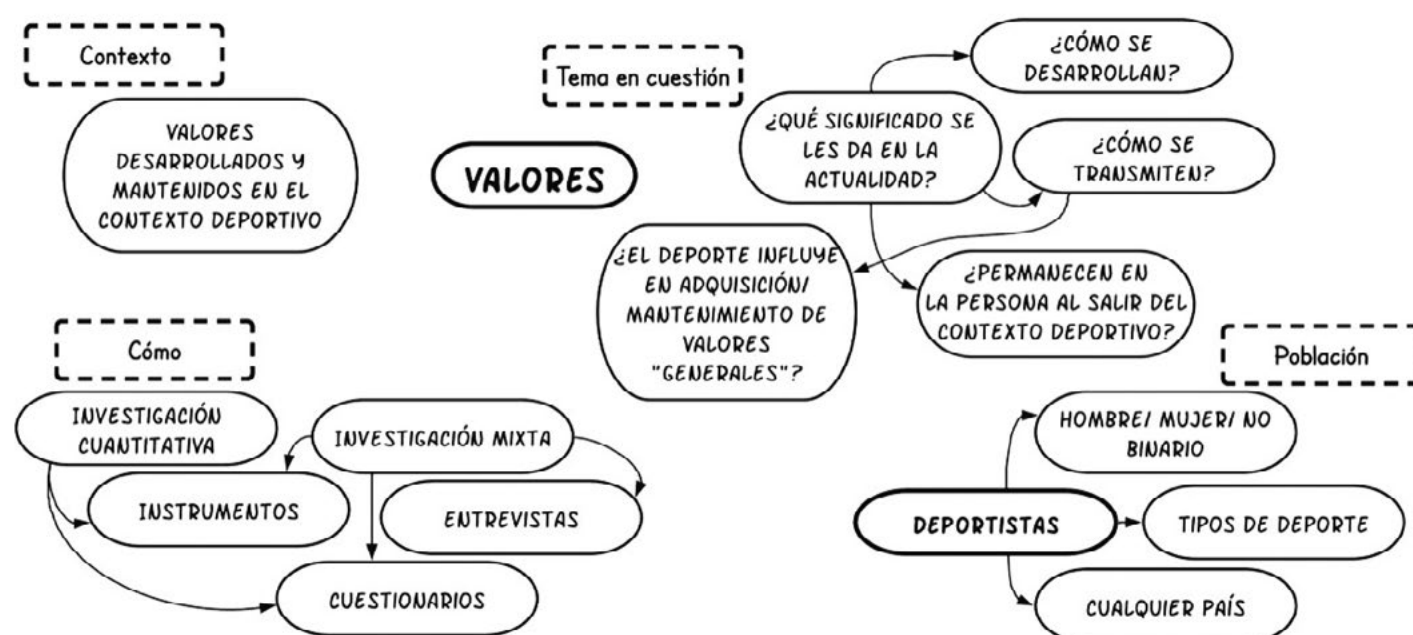 Contexto
VALORES
DESARROLLADOS Y
MANTENIDOS EN EL
CONTEXTO DEPORTIVO
VALORES
Tema en cuestión
¿CÓMO SE
DESARROLLAN?
¿QUÉ SIGNIFICADO SE
LES DA EN LA
ACTUALIDAD?
¿CÓMO SE
TRANSMITEN?
¿EL DEPORTE INFLUYE
EN ADQUISICIÓN/
MANTENIMIENTO DE
VALORES
"GENERALES"?
¿PERMANECEN EN
LA PERSONA AL SALIR DEL
CONTEXTO DEPORTIVO?
Cómo
INVESTIGACIÓN
CUANTITATIVA
INVESTIGACIÓN MIXTA
INSTRUMENTOS
ENTREVISTAS
CUESTIONARIOS
Población
HOMBRE/ MUJER/ NO
BINARIO
DEPORTISTAS
TIPOS DE DEPORTE
CUALQUIER PAÍS